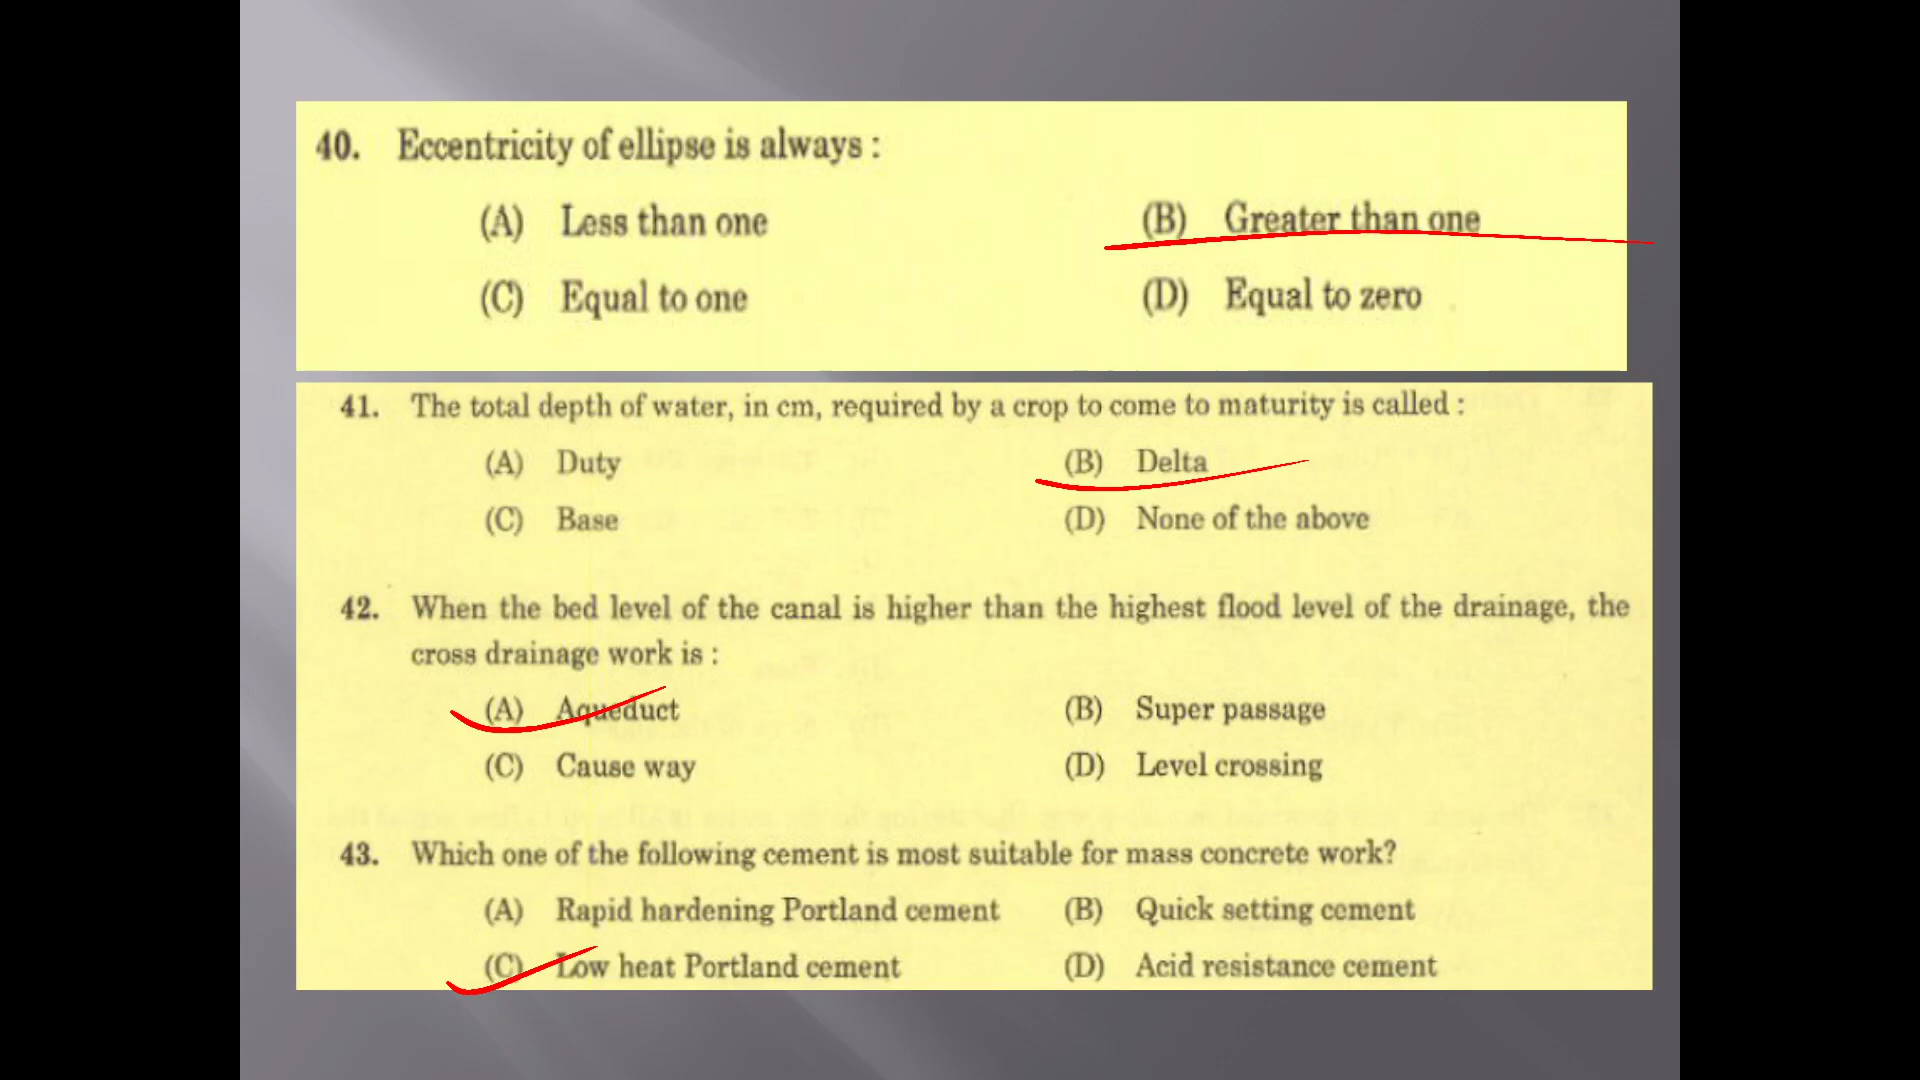 40. Eccentricity of ellipse is always :
(A) Less than one (B) Greater than one
(C) Equal to one (D) Equal to zero
41. The total depth of water, in cm, required by a crop to come to maturity is called :
(A) Duty (B) Delta
(C) Base (D) None of the above
42. When the bed level of the canal is higher than the highest flood level of the drainage, the
cross drainage work is :
(A) Aqueduct (B) Super passage
(C) Cause way (D) Level crossing
43. Which one of the following cement is most suitable for mass concrete work?
(A) Rapid hardening Portland cement (B) Quick setting cement
(C) Low heat Portland cement (D) Acid resistance cement